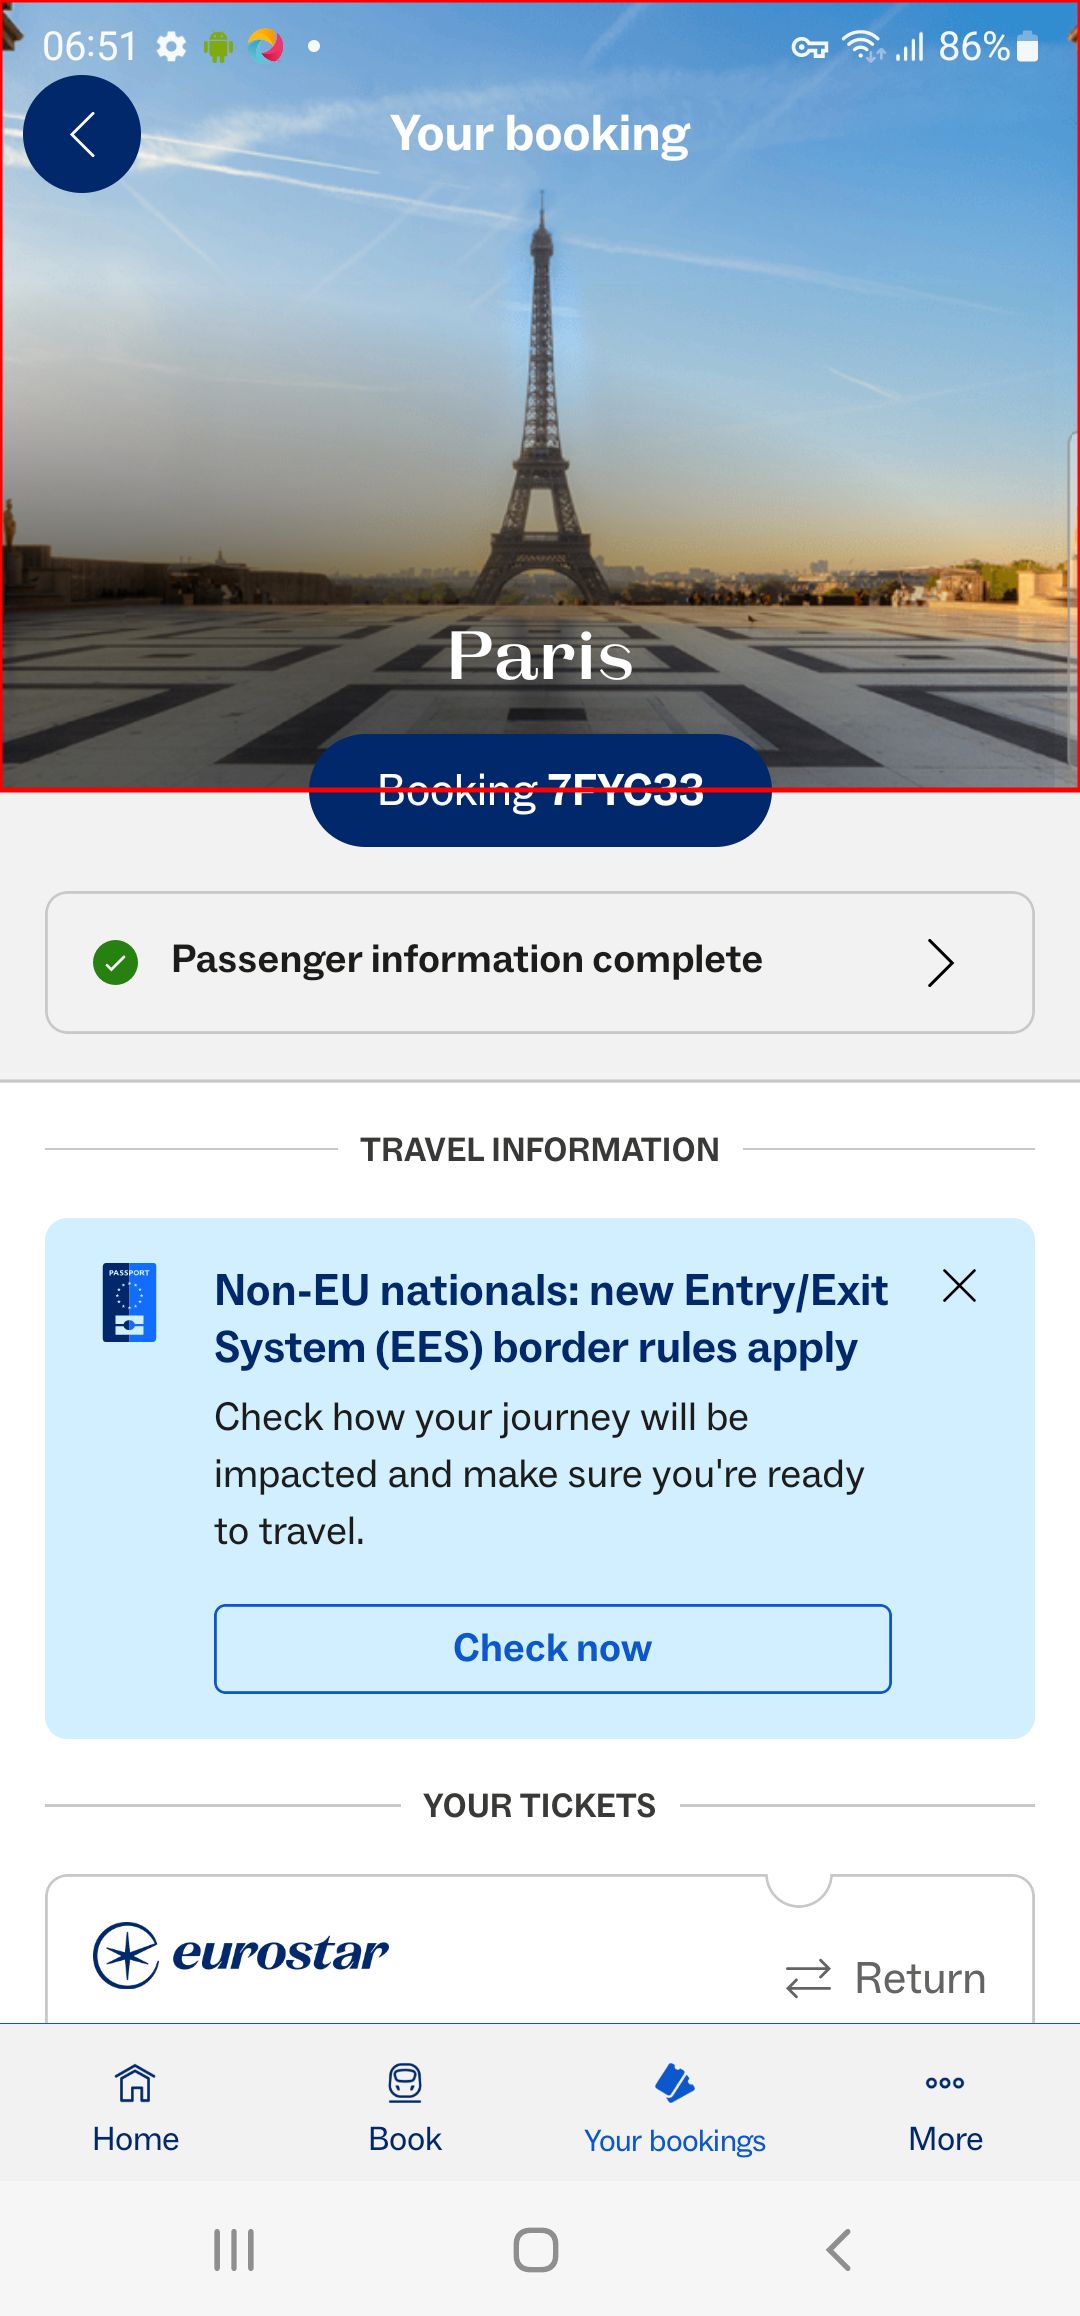 06:51
86%
Your booking
Paris
Booking 7FYC33
Passenger information complete
TRAVEL INFORMATION
PASSPORT
Non-EU nationals: new Entry/Exit
System (EES) border rules apply
Check how your journey will be
impacted and make sure you're ready
to travel.
Check now
YOUR TICKETS
eurostar
Return
Home
Book
Your bookings
More